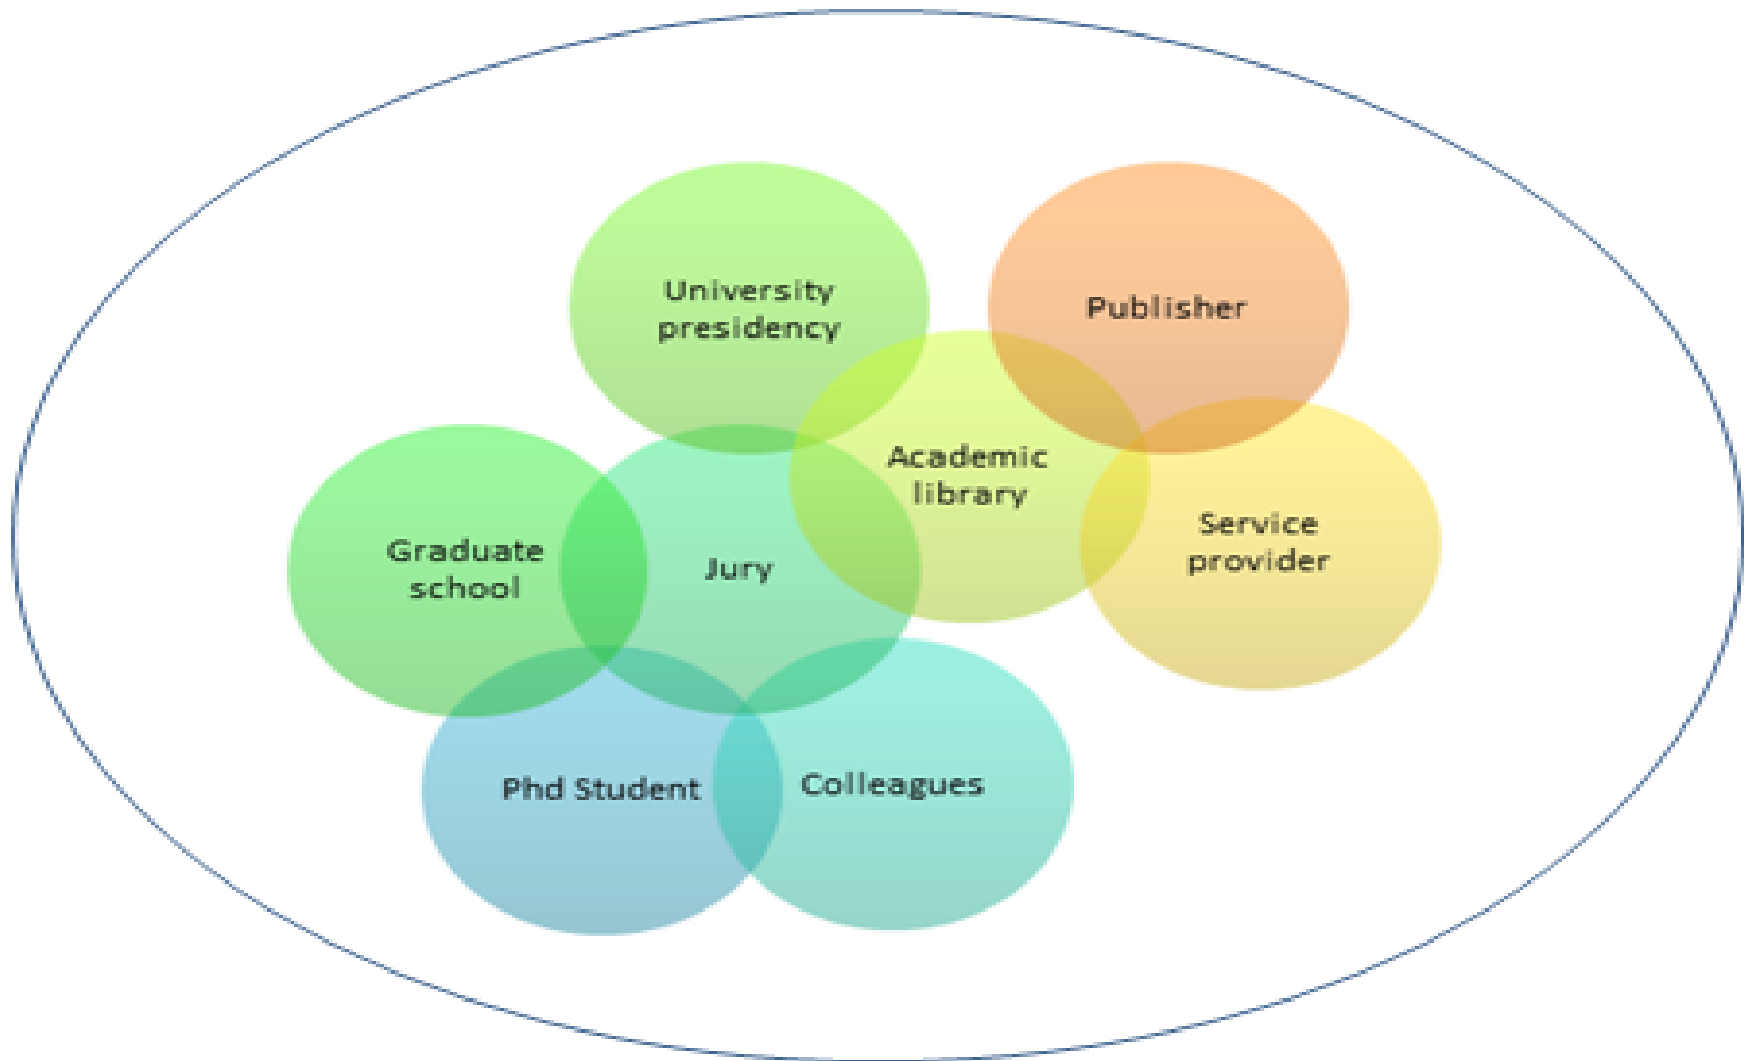 University
presidency
Publisher
Academic
library
Service
provider
Graduate
school
Jury
Phd Student
Colleagues